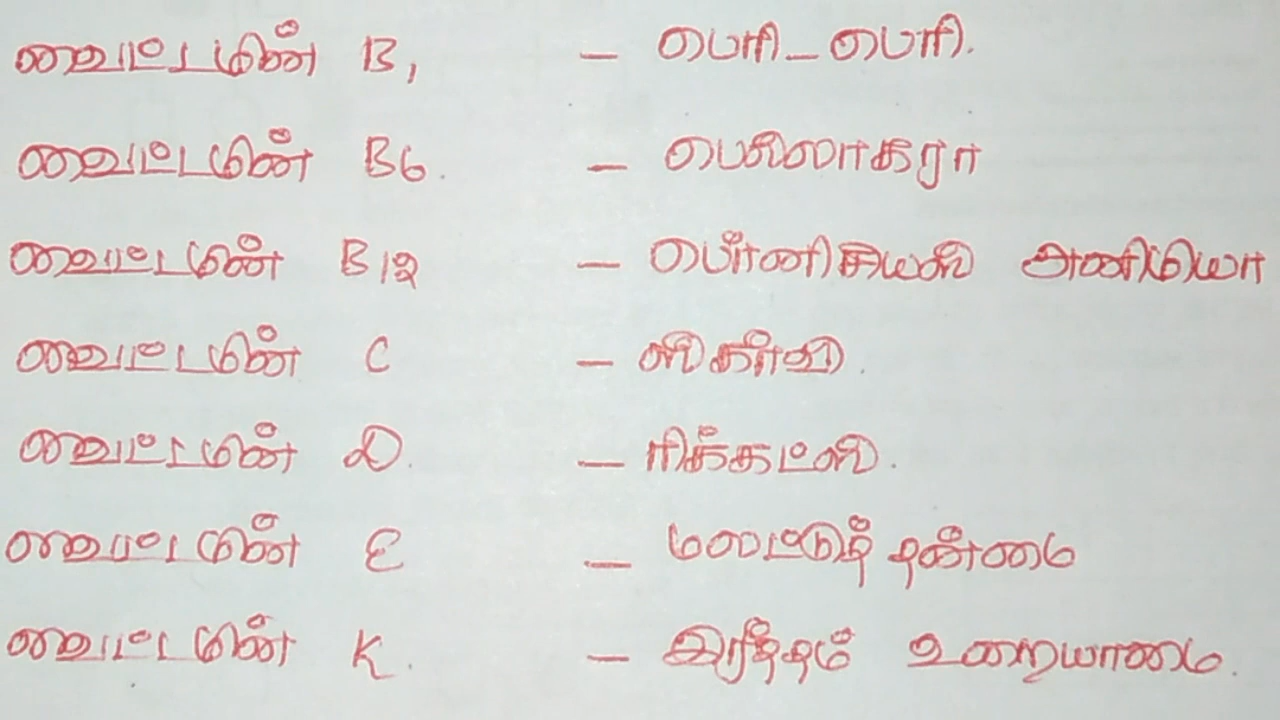 வைட்டமின் B1 – பெரி – பெரி.
வைட்டமின் B6. – பெல்லாகரா
வைட்டமின் B12 – பெர்னிசியஸ் அனிமியா
வைட்டமின் C – ஸ்கர்வி.
வைட்டமின் D. – ரிக்கட்ஸ்.
வைட்டமின் E – மலட்டுத் தன்மை
வைட்டமின் K. – இரத்தம் உறையாமை.